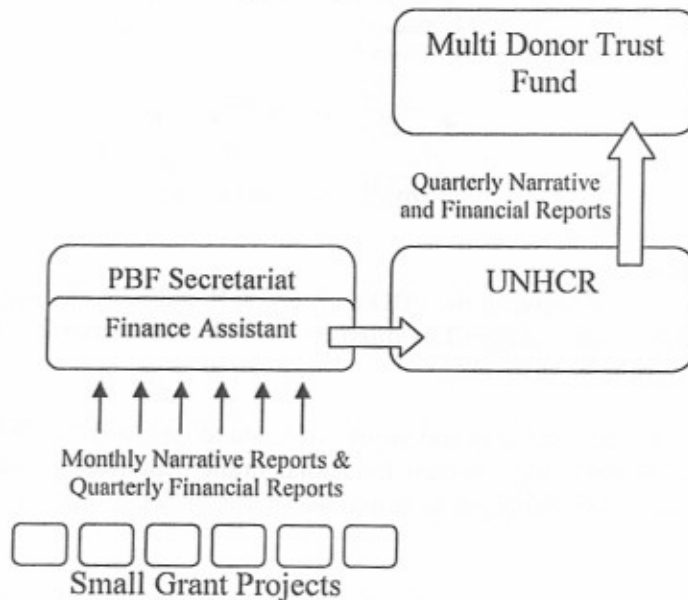 Multi Donor Trust
Fund
Quarterly Narrative
and Financial Reports
PBF Secretariat
Finance Assistant
UNHCR
Monthly Narrative Reports &
Quarterly Financial Reports
Small Grant Projects